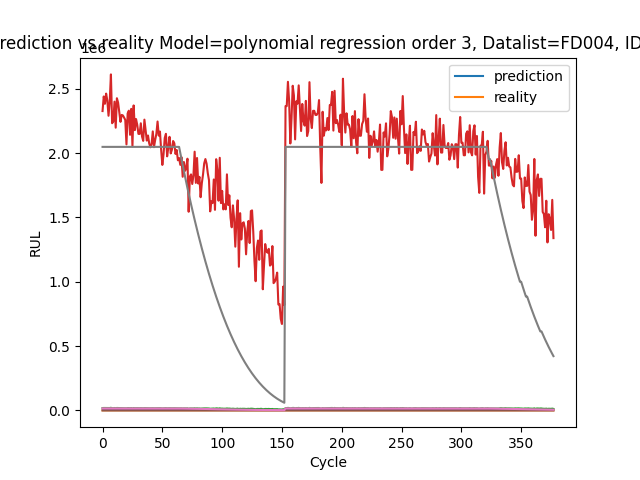 rediction vs reality Model=polynomial regression order 3, Datalist=FD004, ID
1e6
2.5
2.0
1.5
1.0
0.5
0.0
RUL
prediction
reality
0 50 100 150 200 250 300 350
Cycle